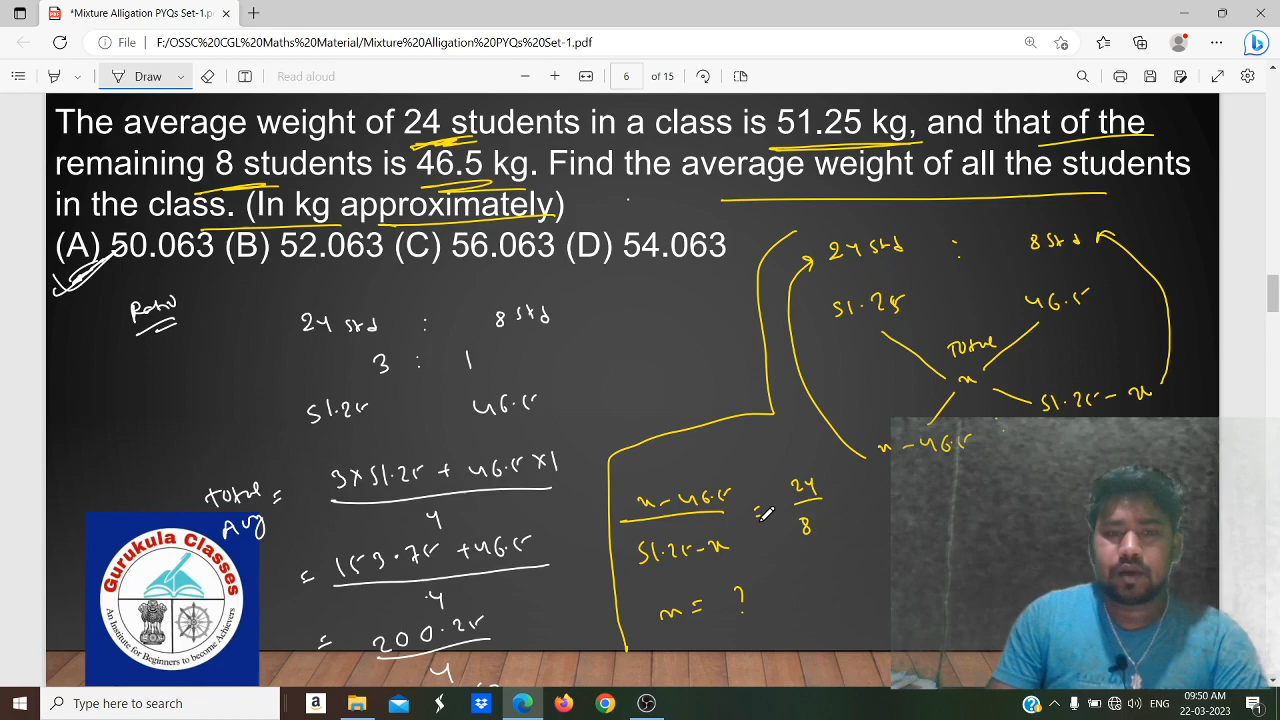 *Mixture Alligation PYQs Set-1.p
File
F:/OSSC%20CGL%20Maths%20Material/Mixture%20Alligation%20PYQs%20Set-1.pdf
Draw
Read aloud
6
of 15
The average weight of 24 students in a class is 51.25 kg, and that of the
remaining 8 students is 46.5 kg. Find the average weight of all the students
in the class. (In kg approximately)
(A) 50.063 (B) 52.063 (C) 56.063 (D) 54.063
24 std : 8 std
51.25 46.5
Total
x
x - 46.5 : 51.25 - x
Ratio
24 std : 8 std
3 : 1
51.25 46.5
Total Avg = 3×51.25 + 46.5×1
4
= 153.75 + 46.5
4
= 200.25
4
x - 46.5 = 24
51.25 - x 8
x = ?
Gurukula Classes
An Institute for Beginners to become Achievers
Type here to search
ENG
09:50 AM
22-03-2023